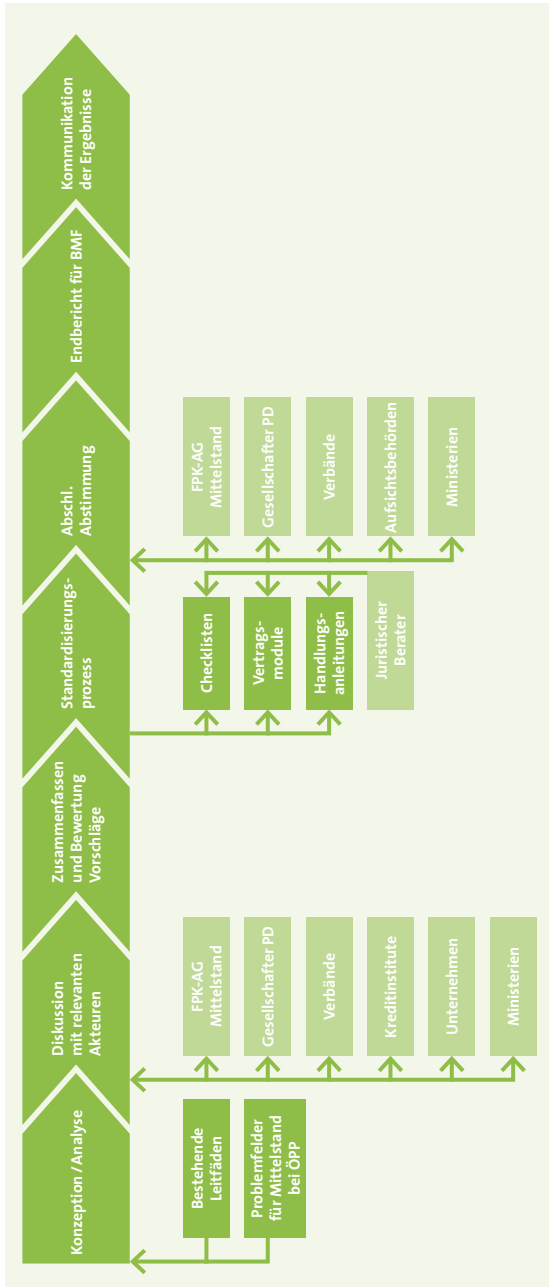 Konzeption / Analyse
Diskussion
mit relevanten
Akteuren
Zusammenfassen
und Bewertung
Vorschläge
Standardisierungs-
prozess
Abschl.
Abstimmung
Endbericht für BMF
Kommunikation
der Ergebnisse
Bestehende
Leitfäden
Problemfelder
für Mittelstand
bei ÖPP
FPK-AG
Mittelstand
Gesellschafter PD
Verbände
Kreditinstitute
Unternehmen
Ministerien
Checklisten
Vertrags-
module
Handlungs-
anleitungen
Juristischer
Berater
FPK-AG
Mittelstand
Gesellschafter PD
Verbände
Aufsichtsbehörden
Ministerien